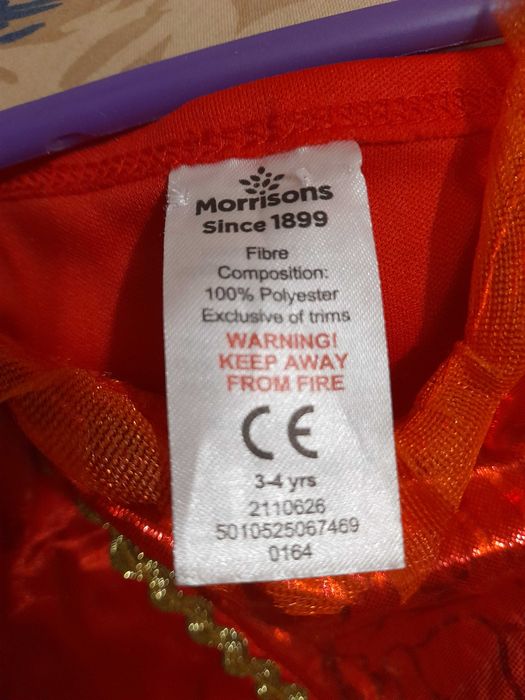 Morrisons
Since 1899
Fibre
Composition:
100% Polyester
Exclusive of trims
WARNING!
KEEP AWAY
FROM FIRE
CE
3-4 yrs
2110626
5010525067469
0164